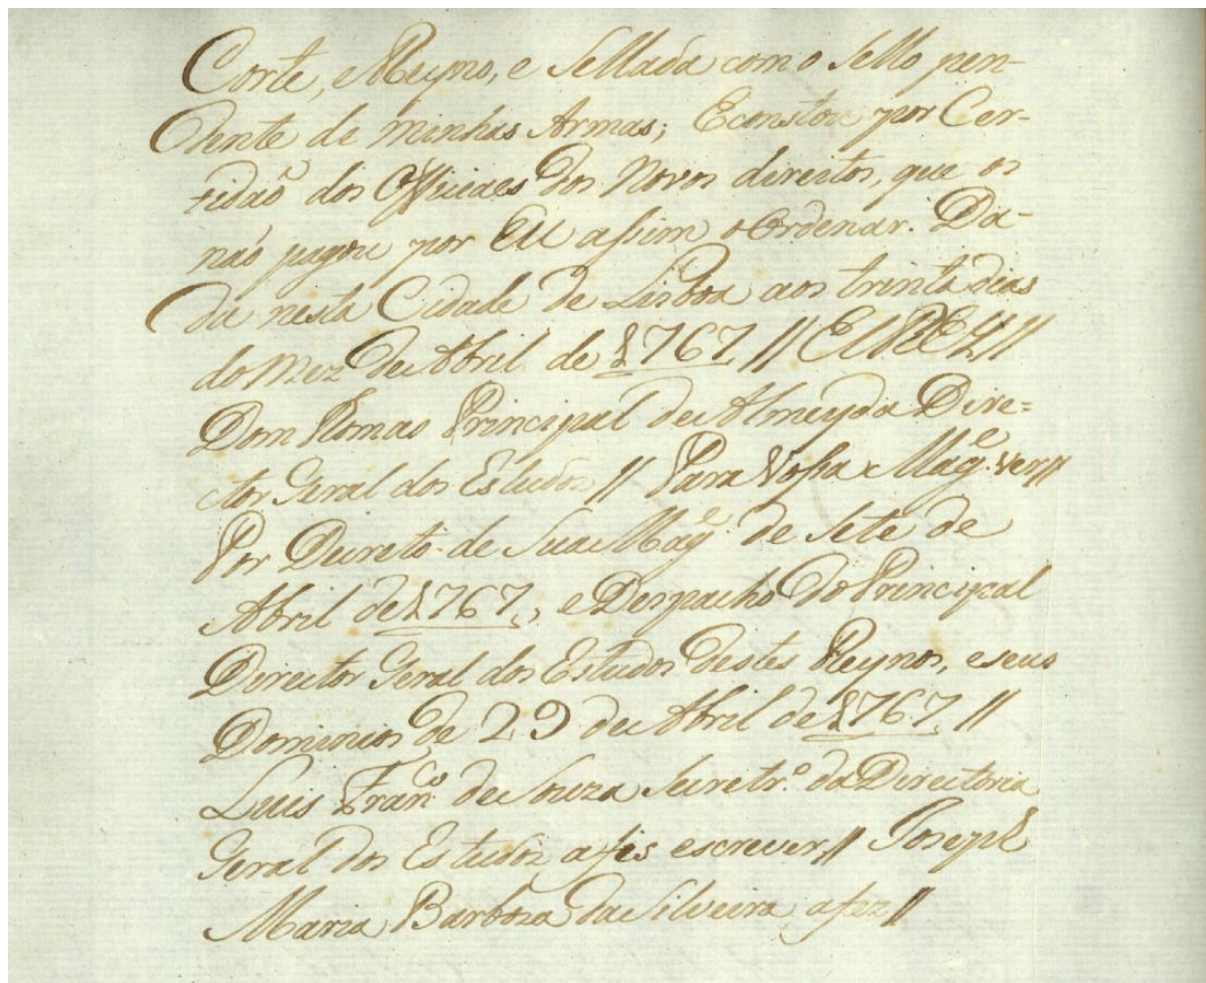 Corte, e Reyno, e Sellada com o Sello pen-
dente de minhas Armas; E constou por Cer-
tidaõ dos Officiaes dos Novos direitos, que os
naõ pagou por EU assim o Ordenar. Da-
da nesta Cidade de Lisboa aos trinta dias
do Mez de Abril de 1767 // El REY //
Dom Thomas Principal de Almeyda Dire=
ctor Geral dos Estudos // Para Vossa Mag.e ver //
Por Decreto de Sua Mag.e de Sete de
Abril de 1767, e Despacho do Principal
Director Geral dos Estudos destes Reynos, e seus
Dominios de 29 de Abril de 1767 //
Luis Fran.co de Souza Secretr.o da Directoria
Geral dos Estudos a fis escrever // Joseph
Maria Barboza da Silveira a fez //